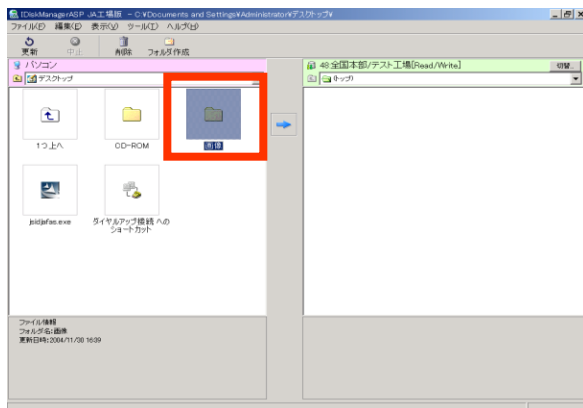 IDiskManagerASP JA工場版 - C:¥Documents and Settings¥Administrator¥デスクトップ¥
ファイル(F) 編集(E) 表示(V) ツール(T) ヘルプ(H)
更新 中止 削除 フォルダ作成
パソコン
デスクトップ
48:全国本部/テスト工場[Read/Write]
切替..
(トップ)
1つ上へ
CD-ROM
画像
jsidjafas.exe
ダイヤルアップ接続 への
ショートカット
ファイル情報
フォルダ名:画像
更新日時:2004/11/30 16:09